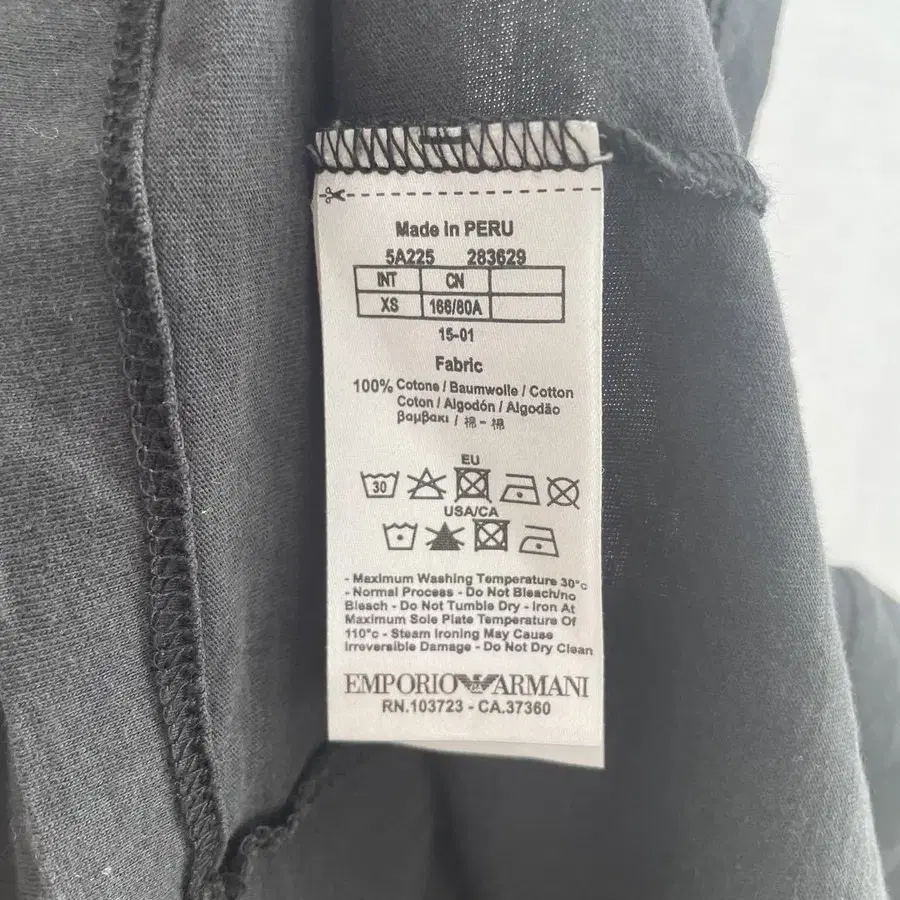 Made in PERU
5A225 283629
INT CN
XS 166/80A
15-01
Fabric
100% Cotone / Baumwolle / Cotton
Coton / Algodón / Algodão
βαμβακι / 棉 - 棉
EU
30
USA/CA
- Maximum Washing Temperature 30°c
- Normal Process - Do Not Bleach/no
Bleach - Do Not Tumble Dry - Iron At
Maximum Sole Plate Temperature Of
110°c - Steam Ironing May Cause
Irreversible Damage - Do Not Dry Clean
EMPORIO ARMANI
RN.103723 - CA.37360